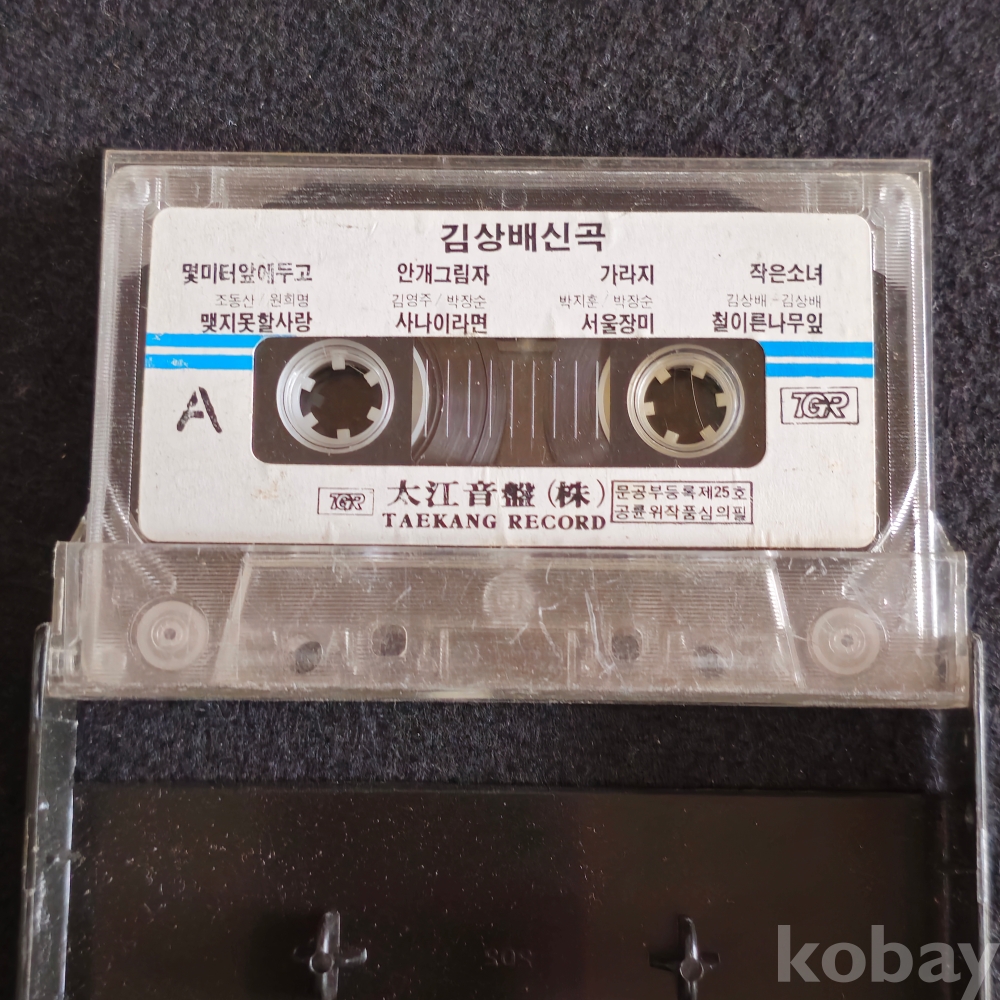 김상배신곡
몇미터앞에두고 안개그림자 가라지 작은소녀
조동산/원희명 김영주/박장순 박지훈/박장순 김상배-김상배
맺지못할사랑 사나이라면 서울장미 철이른나무잎
A TGR
TGR 太江音盤(株) 문공부등록제25호
TAEKANG RECORD 공륜위작품심의필
kobay